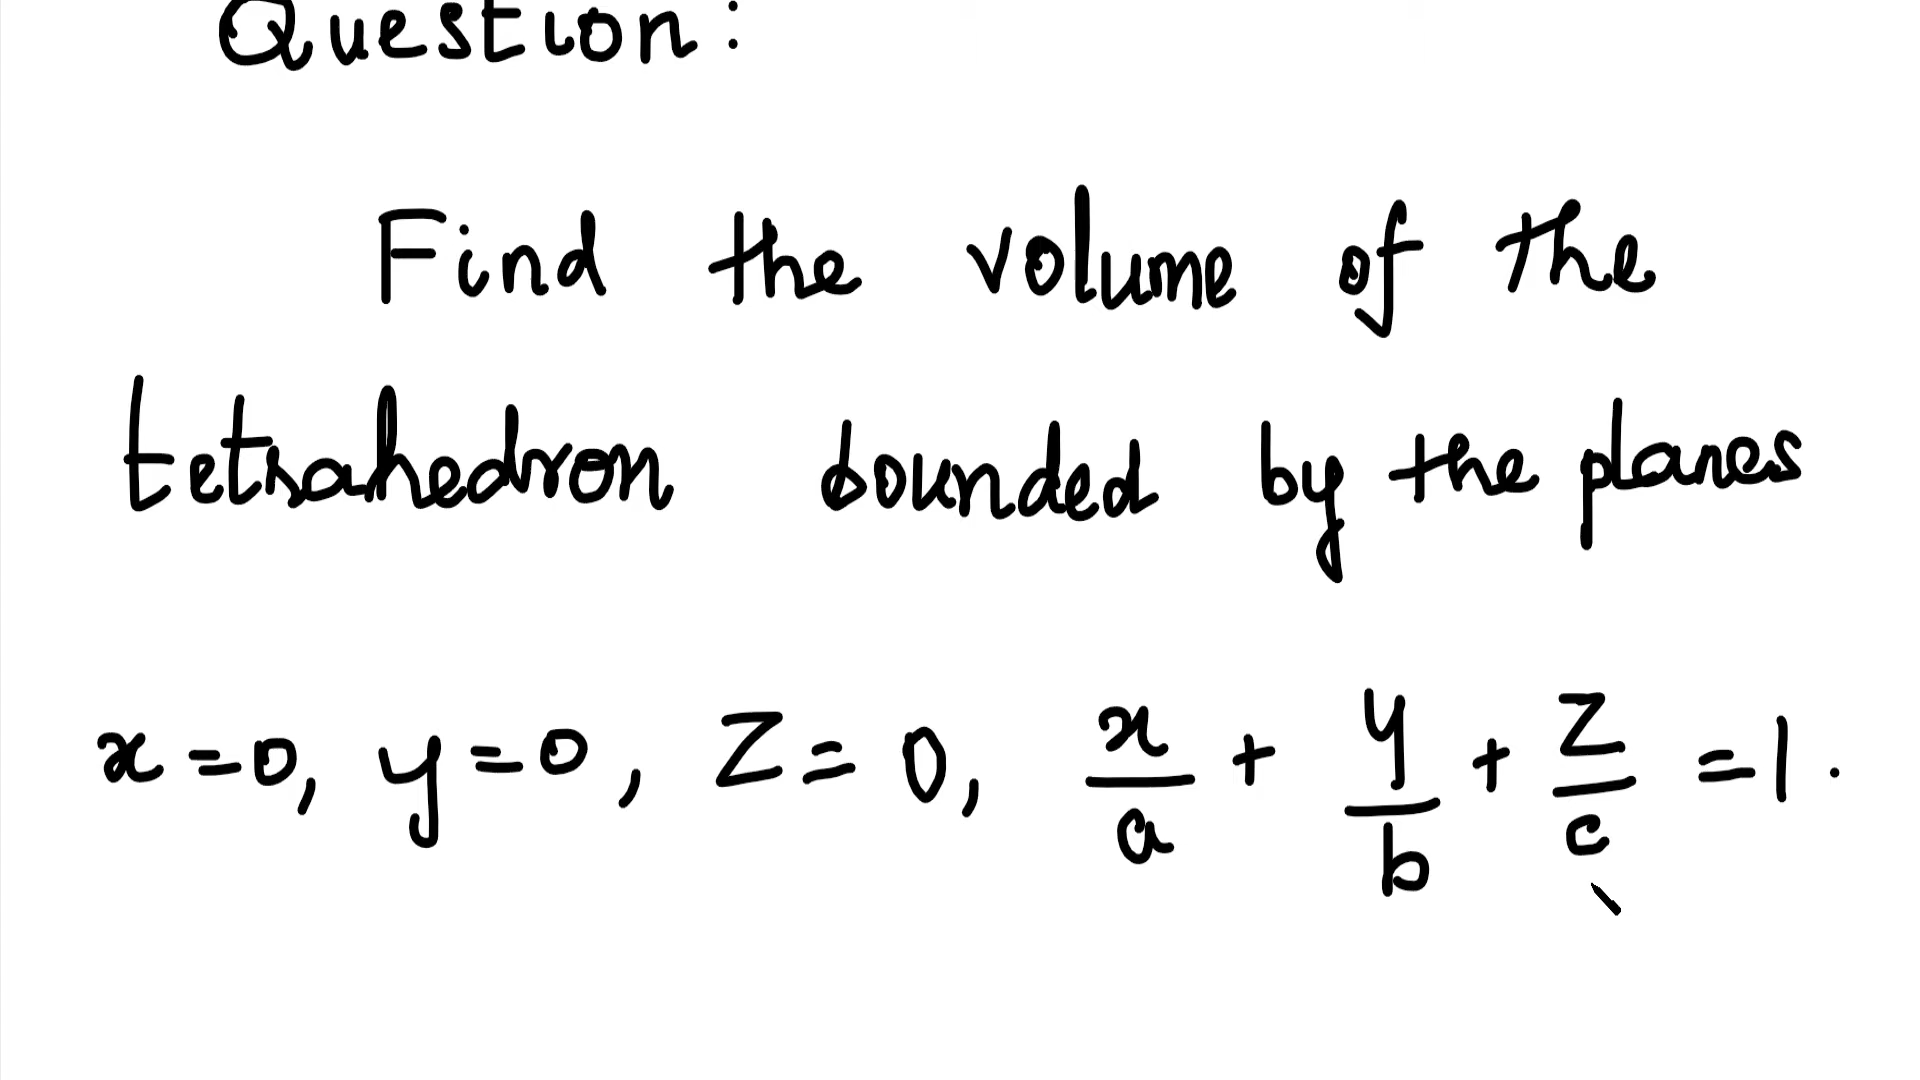 Question:
Find the volume of the
tetrahedron bounded by the planes
x=0, y=0, z=0, x/a + y/b + z/c =1.